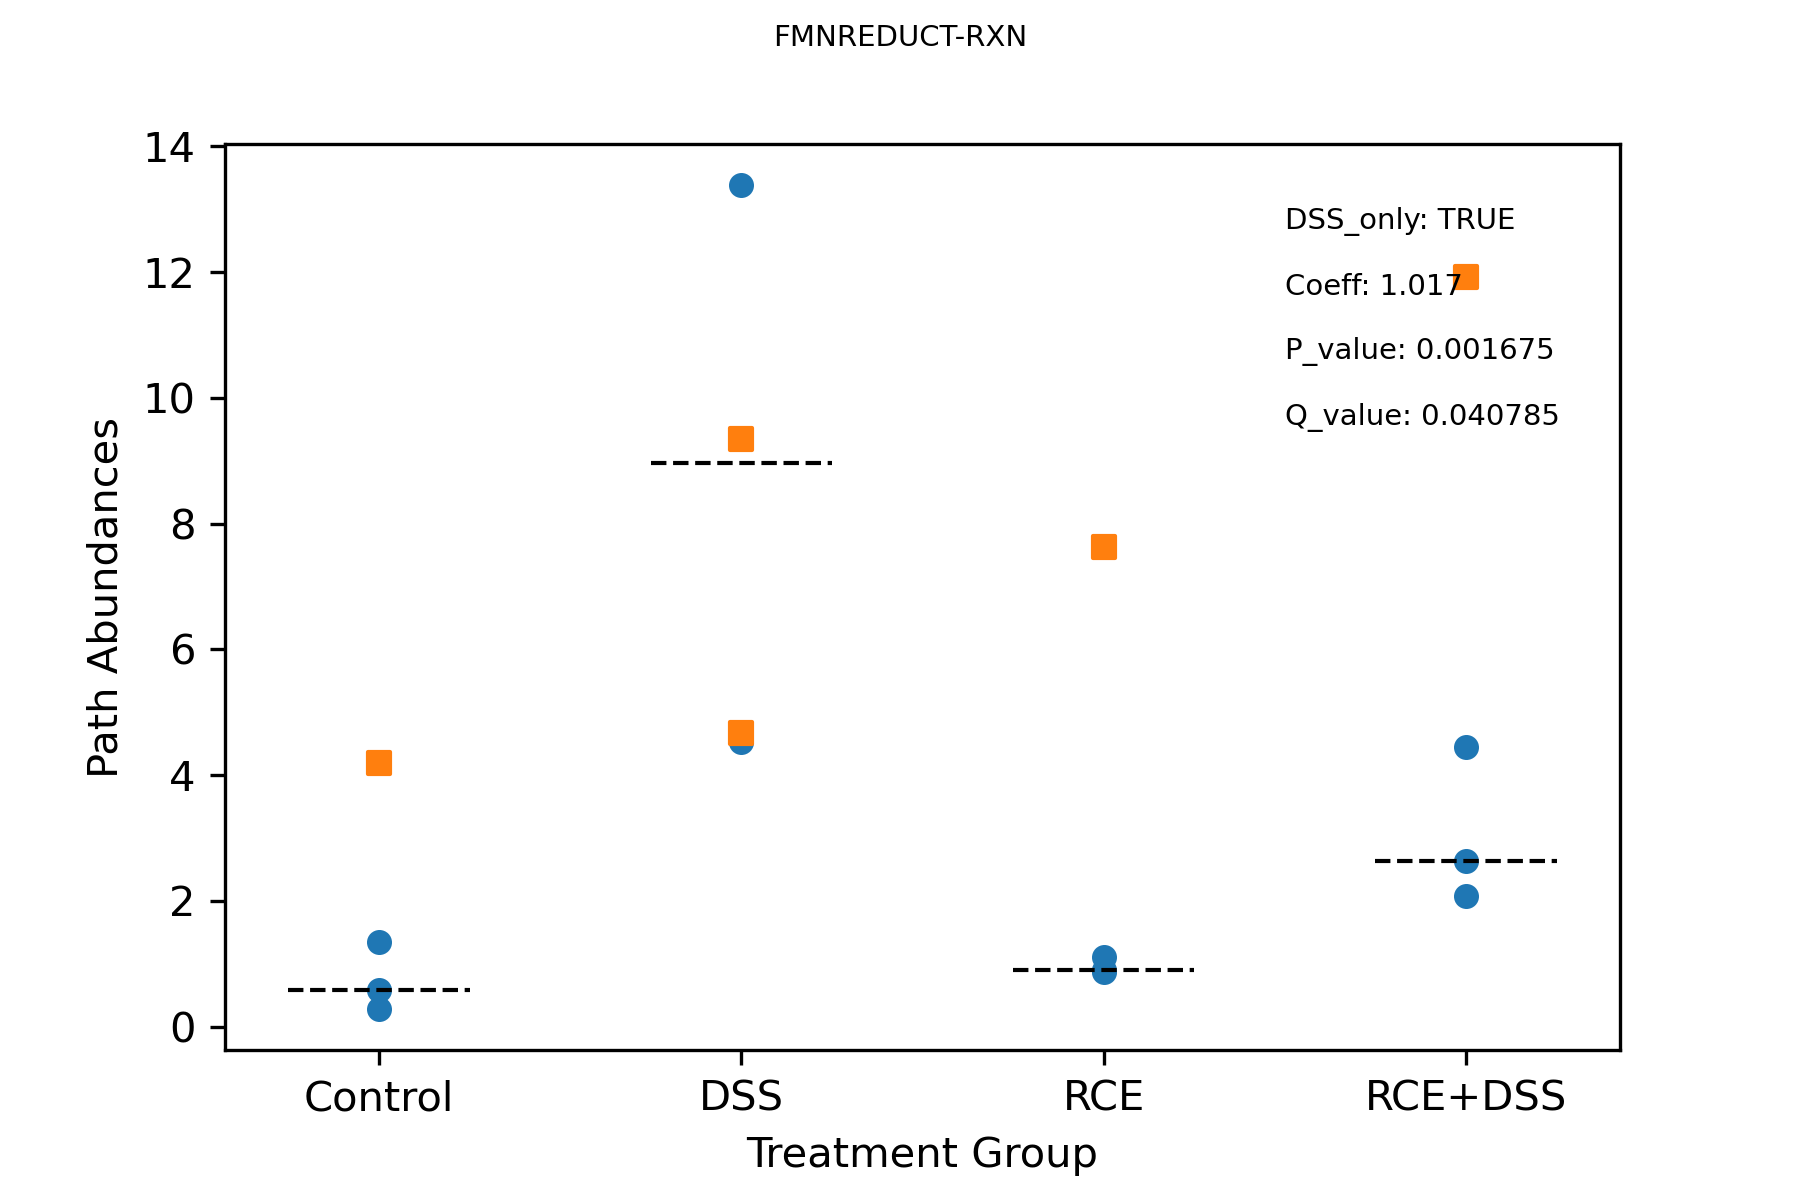 FMNREDUCT-RXN
14
12
10
8
6
4
2
0
Path Abundances
DSS_only: TRUE
Coeff: 1.017
P_value: 0.001675
Q_value: 0.040785
Control DSS RCE RCE+DSS
Treatment Group